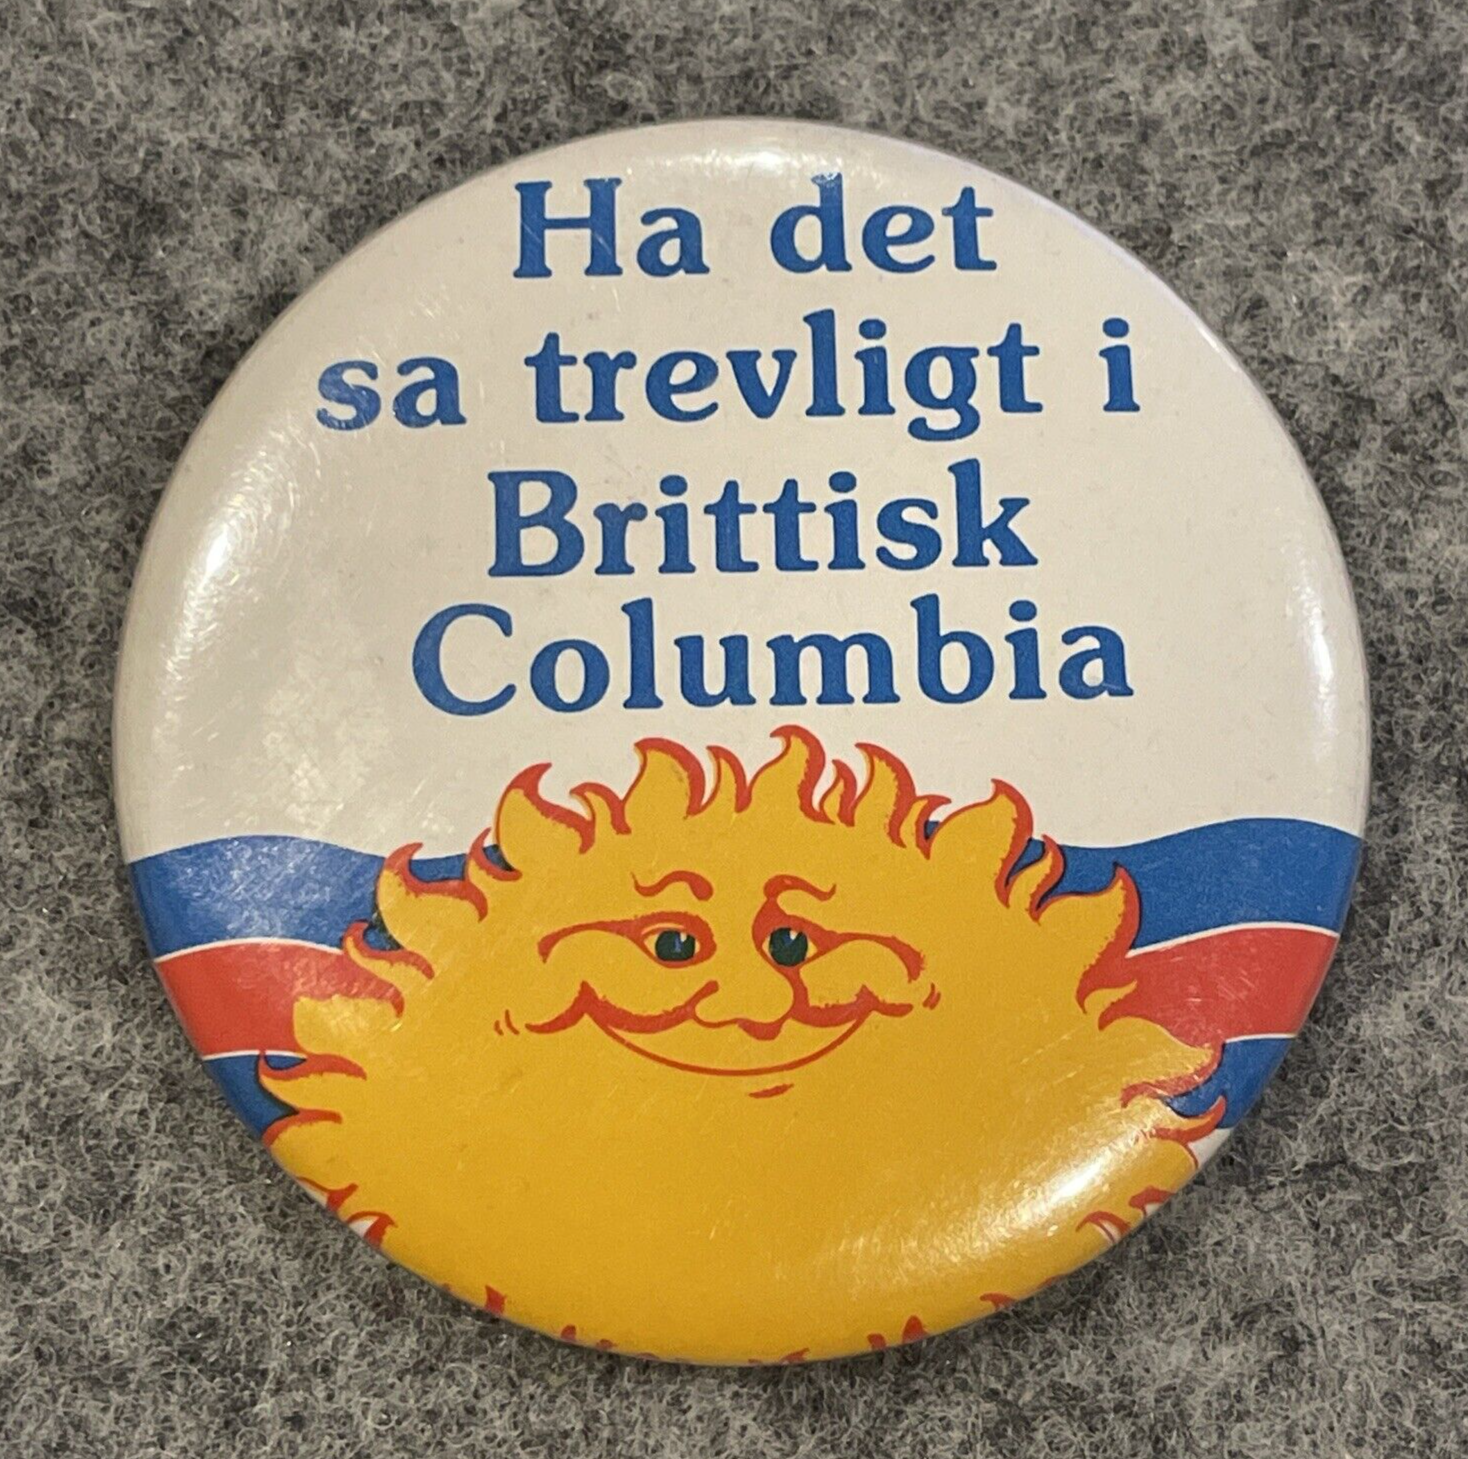 Ha det
sa trevligt i
Brittisk
Columbia